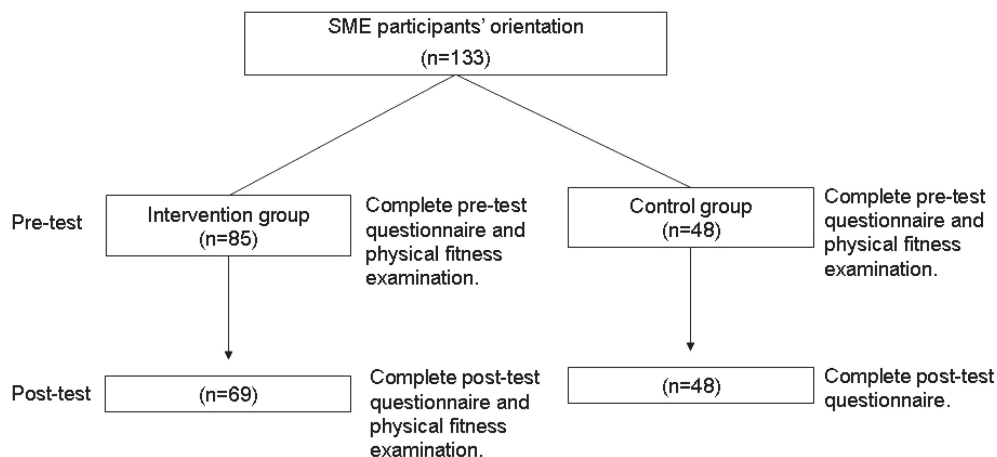 SME participants' orientation
(n=133)
Pre-test
Intervention group
(n=85)
Complete pre-test
questionnaire and
physical fitness
examination.
Control group
(n=48)
Complete pre-test
questionnaire and
physical fitness
examination.
Post-test
(n=69)
Complete post-test
questionnaire and
physical fitness
examination.
(n=48)
Complete post-test
questionnaire.